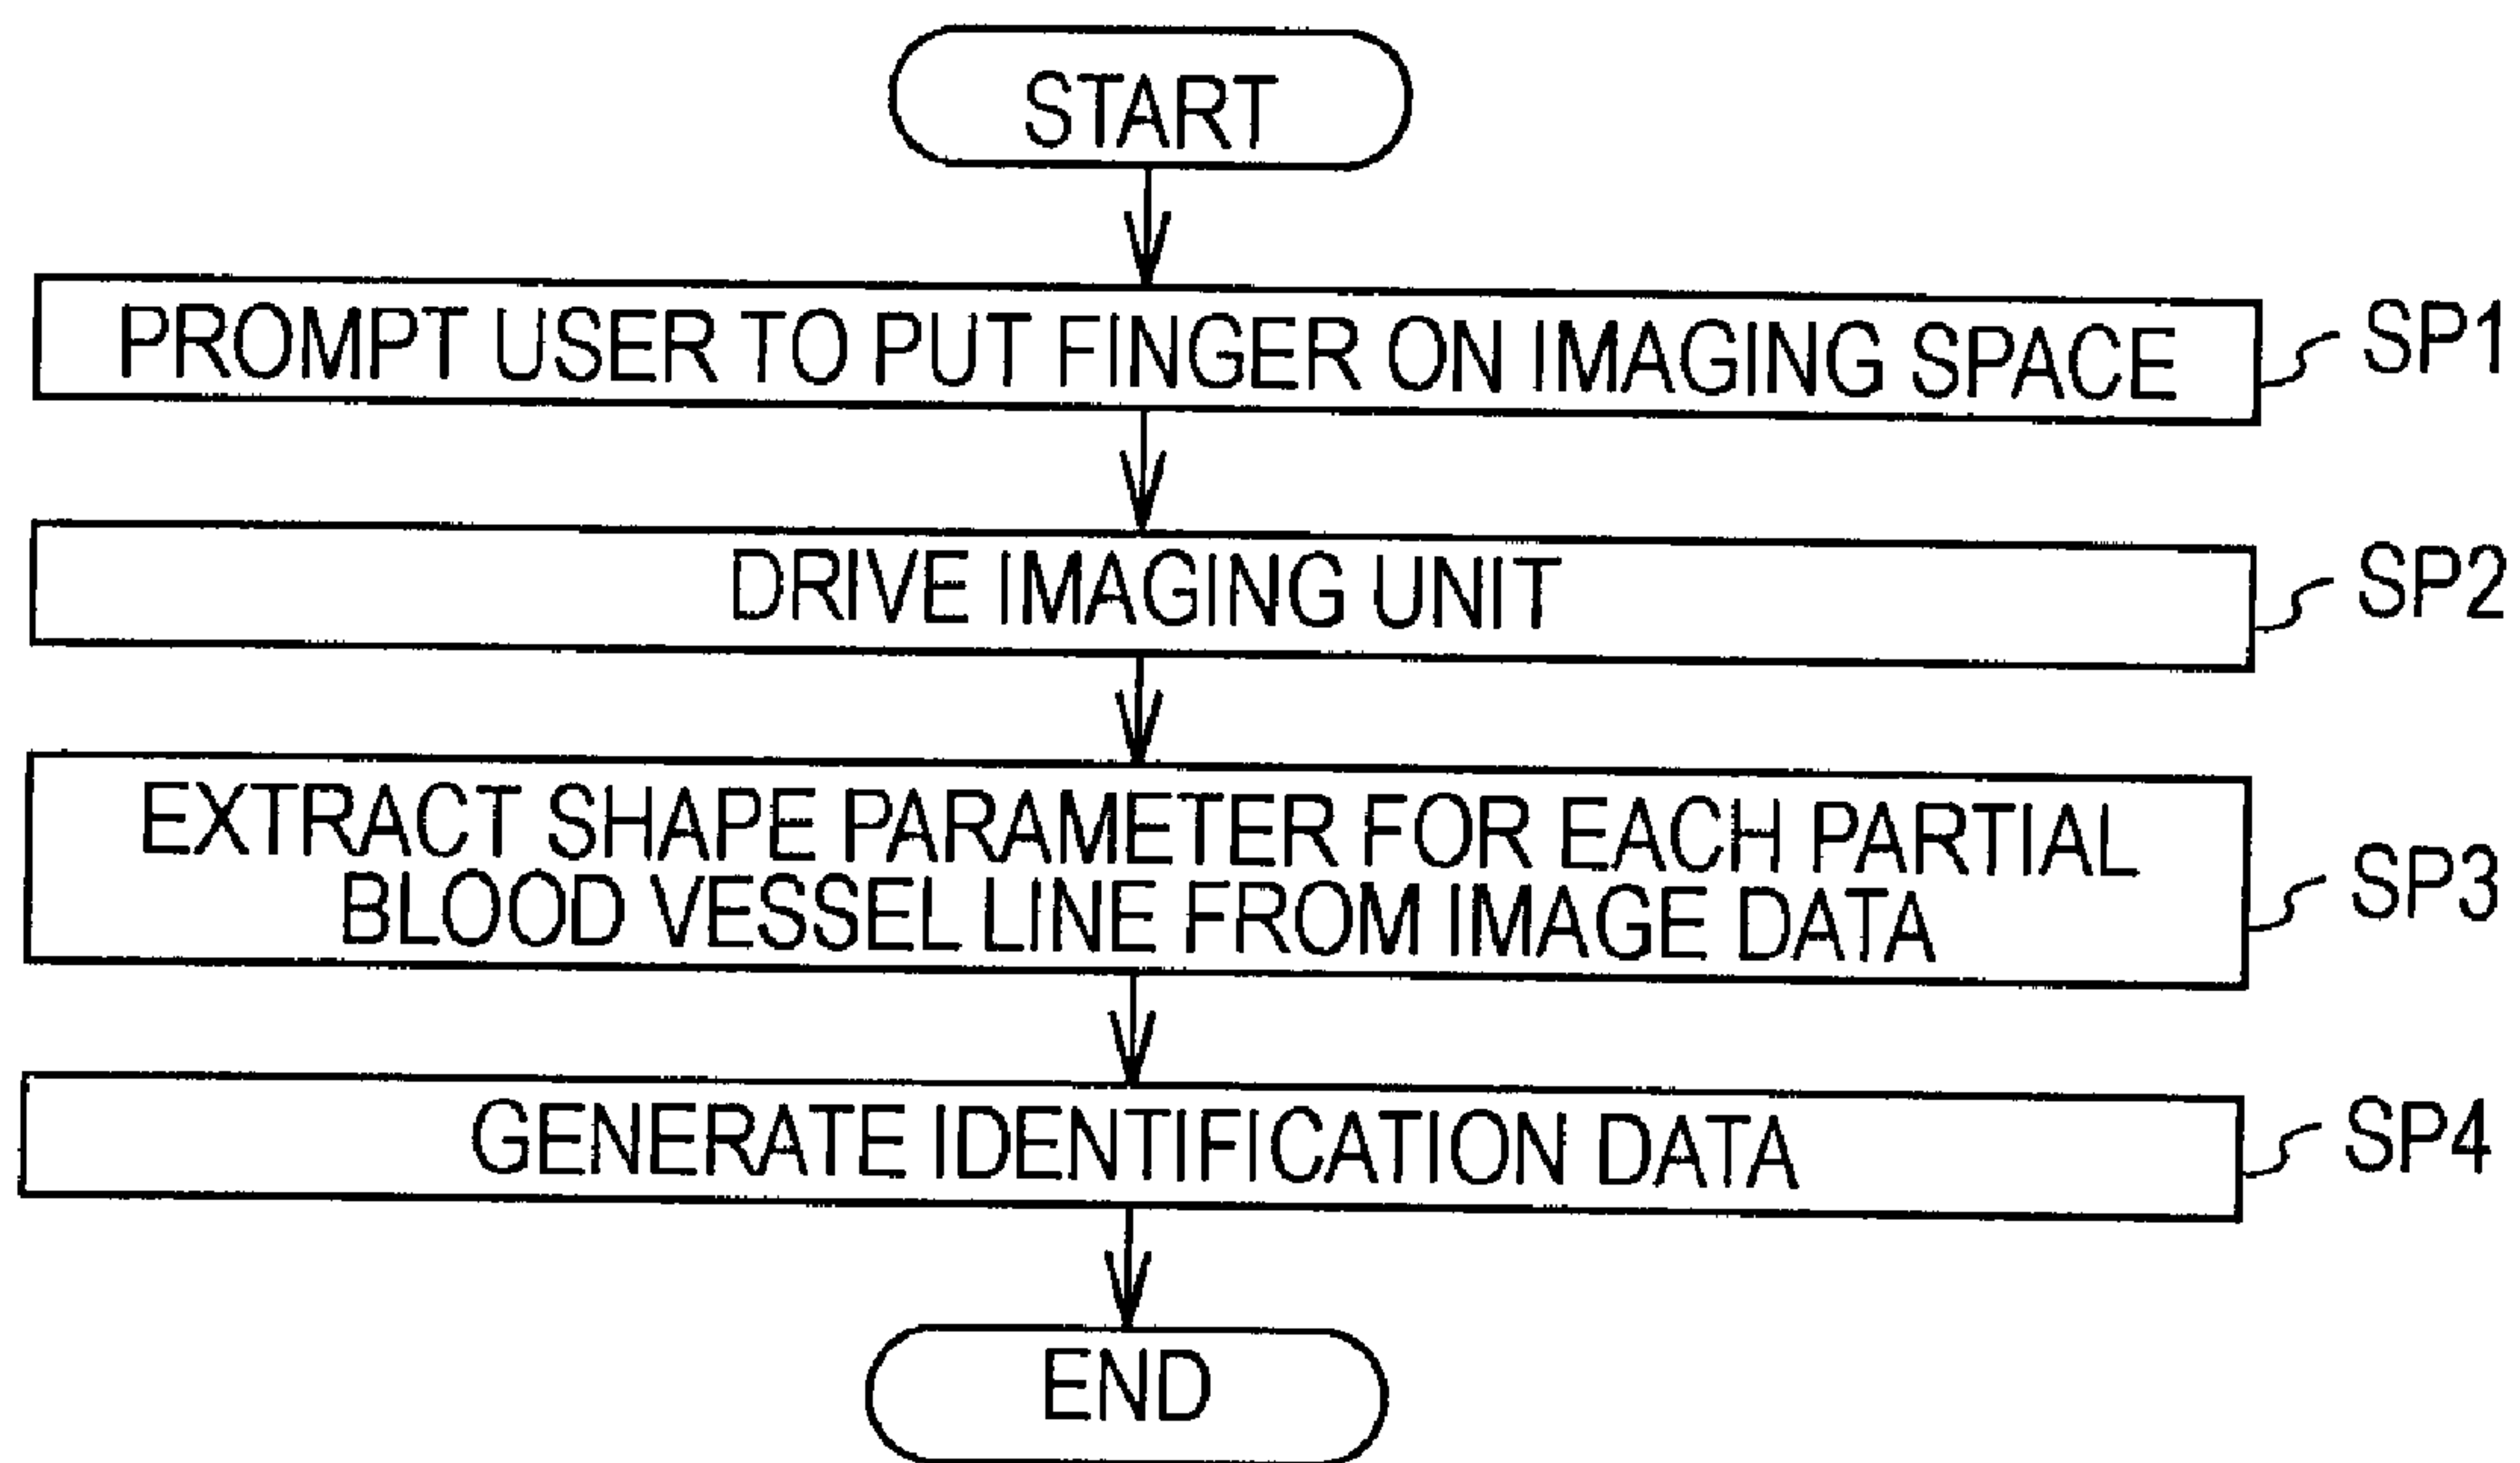 START
PROMPT USER TO PUT FINGER ON IMAGING SPACE
SP1
DRIVE IMAGING UNIT
SP2
EXTRACT SHAPE PARAMETER FOR EACH PARTIAL
BLOOD VESSEL LINE FROM IMAGE DATA
SP3
GENERATE IDENTIFICATION DATA
SP4
END